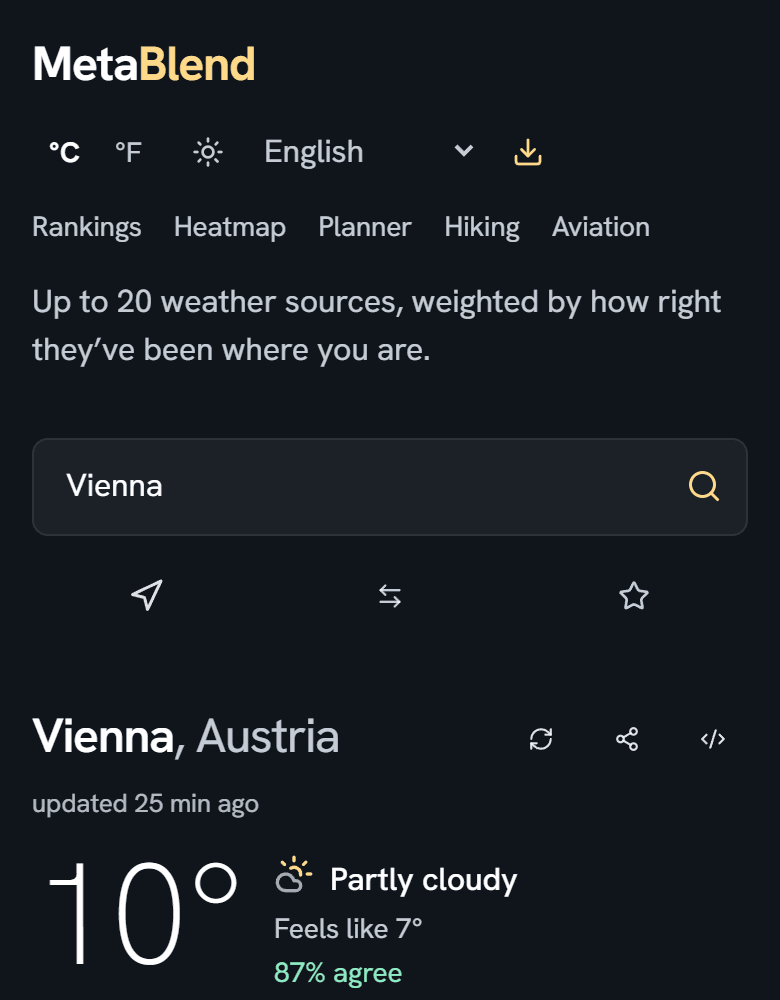 MetaBlend
°C °F English
Rankings Heatmap Planner Hiking Aviation
Up to 20 weather sources, weighted by how right
they’ve been where you are.
Vienna
Vienna, Austria
updated 25 min ago
10°
Partly cloudy
Feels like 7°
87% agree